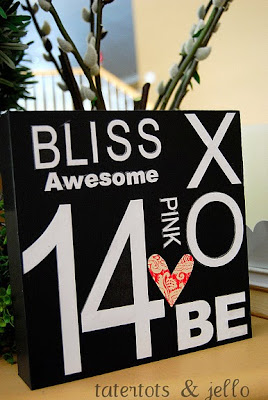 BLISS
Awesome
X
PINK
O
14
BE
tatertots & jello